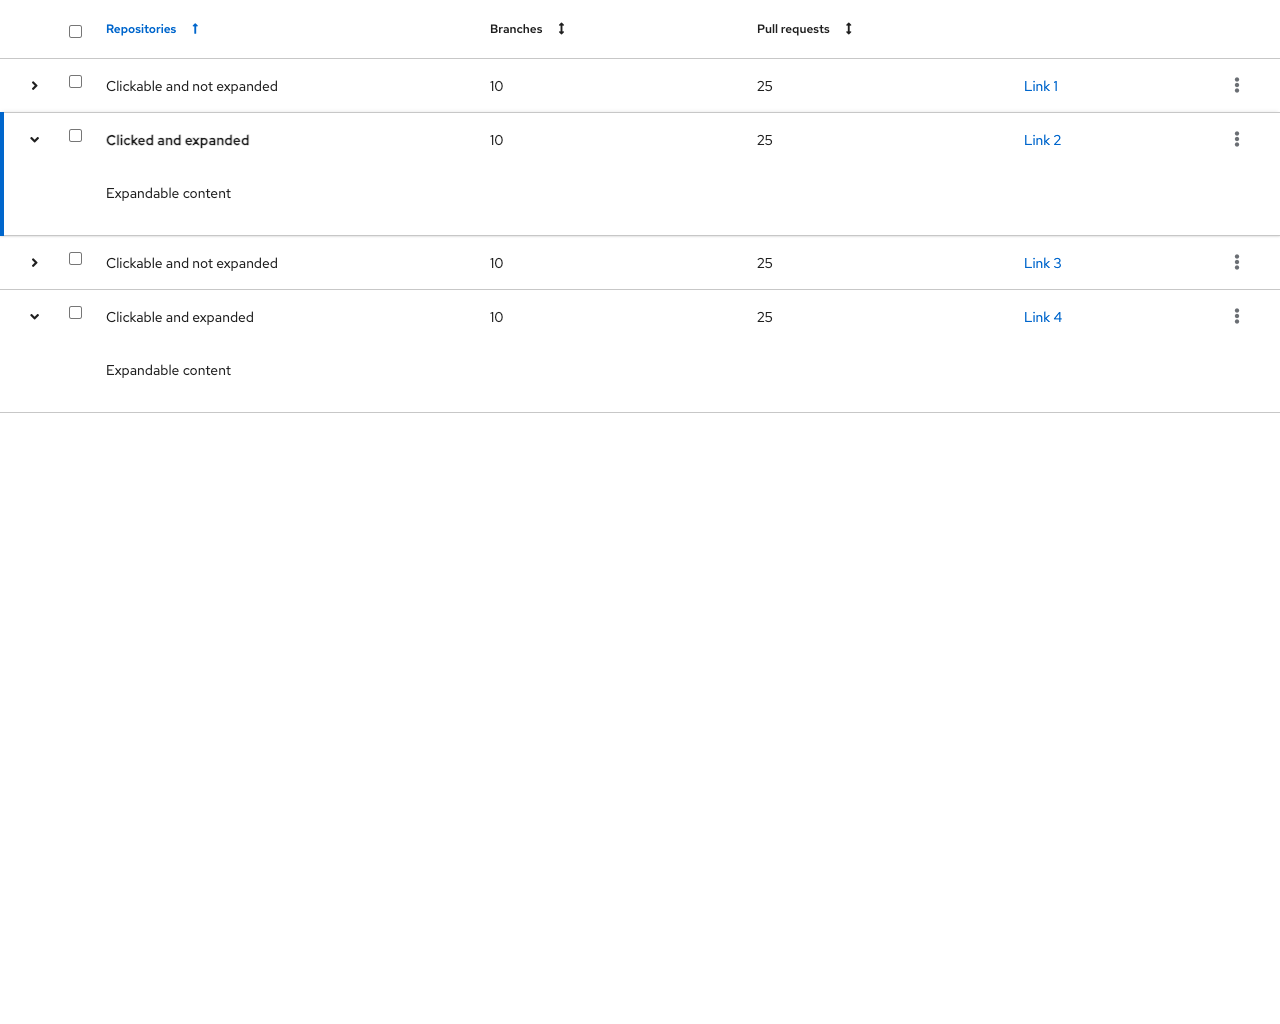 Repositories Branches Pull requests
Clickable and not expanded 10 25 Link 1
Clicked and expanded 10 25 Link 2
Expandable content
Clickable and not expanded 10 25 Link 3
Clickable and expanded 10 25 Link 4
Expandable content